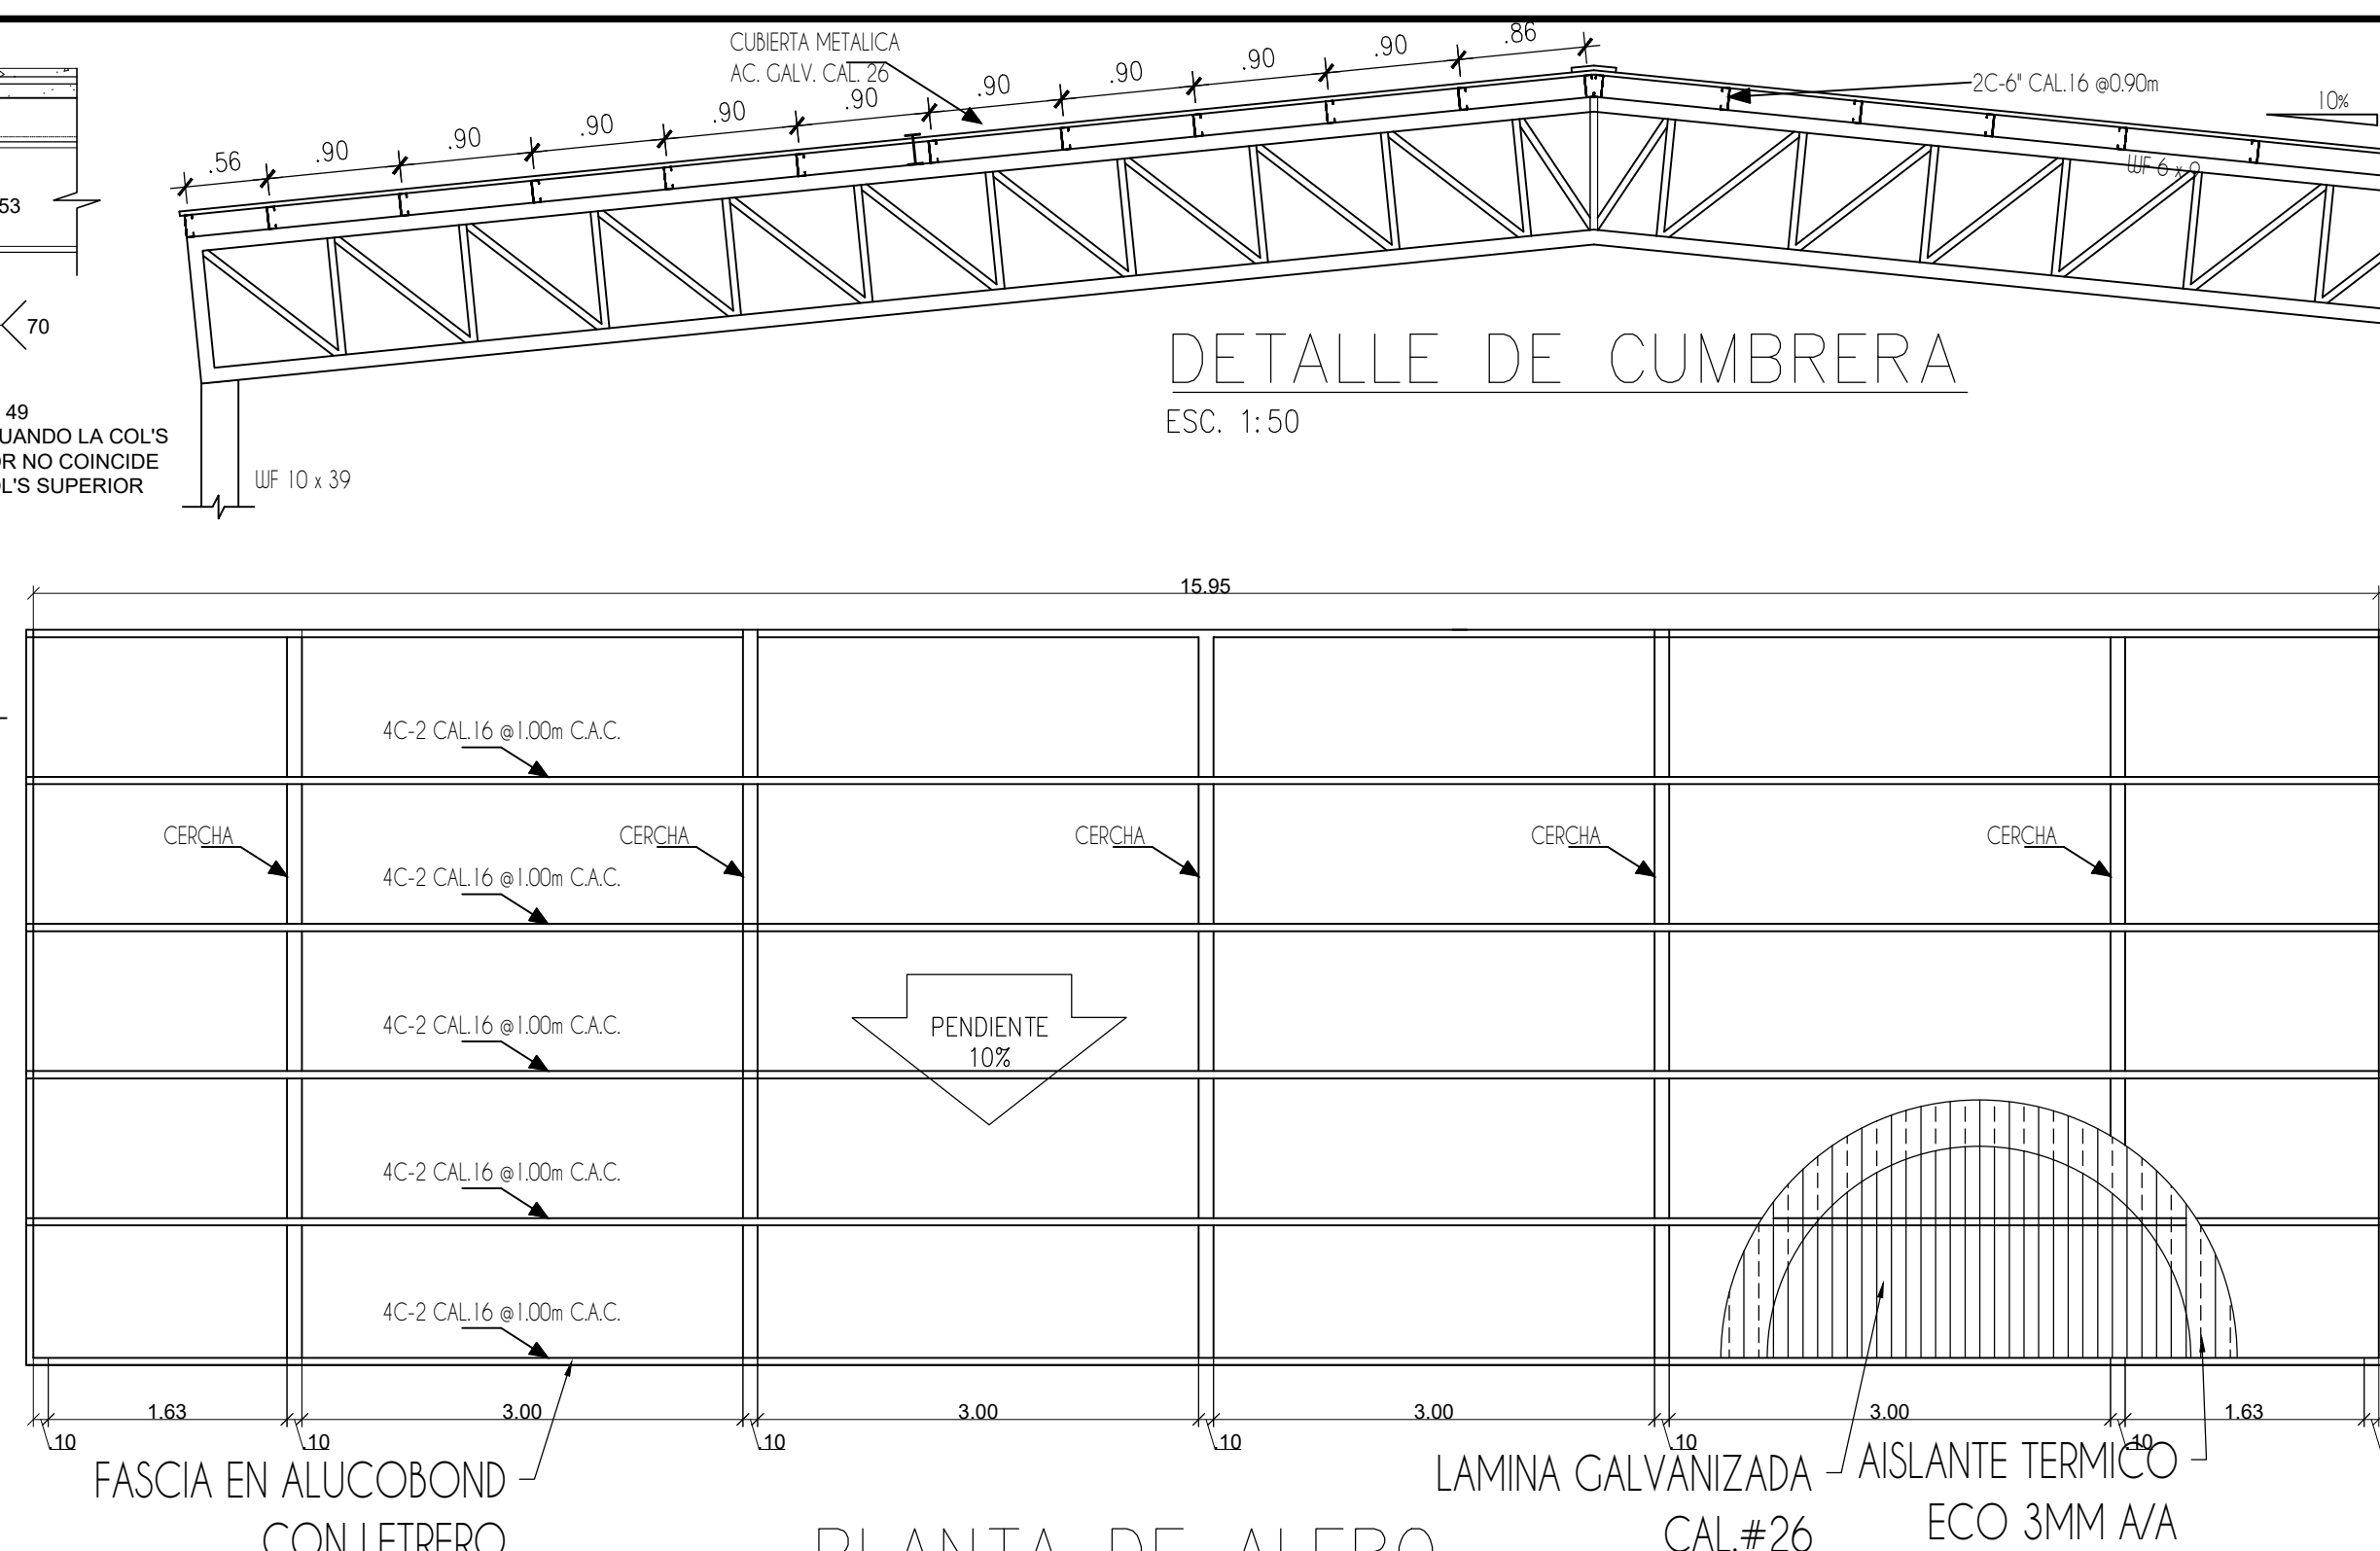 CUBIERTA METALICA
AC. GALV. CAL. 26
.56
.90
.90
.90
.90
.90
.90
.90
.90
.90
.86
2C-6" CAL.16 @0.90m
10%
WF 6 x 9
53
70
49
UANDO LA COL'S
OR NO COINCIDE
OL'S SUPERIOR
WF 10 x 39
DETALLE DE CUMBRERA
ESC. 1:50
15.95
4C-2 CAL.16 @1.00m C.A.C.
CERCHA
CERCHA
CERCHA
CERCHA
CERCHA
4C-2 CAL.16 @1.00m C.A.C.
4C-2 CAL.16 @1.00m C.A.C.
PENDIENTE
10%
4C-2 CAL.16 @1.00m C.A.C.
4C-2 CAL.16 @1.00m C.A.C.
1.63
3.00
3.00
3.00
3.00
1.63
.10
.10
.10
.10
.10
.10
FASCIA EN ALUCOBOND
CON LETRERO
LAMINA GALVANIZADA
CAL.#26
AISLANTE TERMICO
ECO 3MM A/A
PLANTA DE ALERO